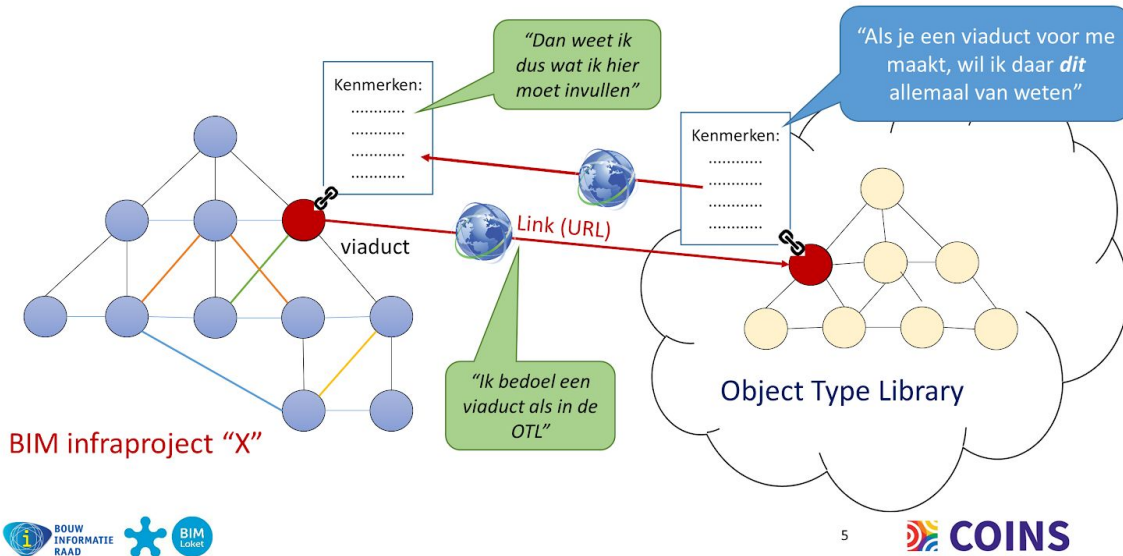 “Dan weet ik
dus wat ik hier
moet invullen”
“Als je een viaduct voor me
maakt, wil ik daar dit
allemaal van weten”
Kenmerken:
............
............
............
............
Kenmerken:
............
............
............
............
............
viaduct
Link (URL)
“Ik bedoel een
viaduct als in de
OTL”
Object Type Library
BIM infraproject “X”
BOUW
INFORMATIE
RAAD
BIM
Loket
5
COINS